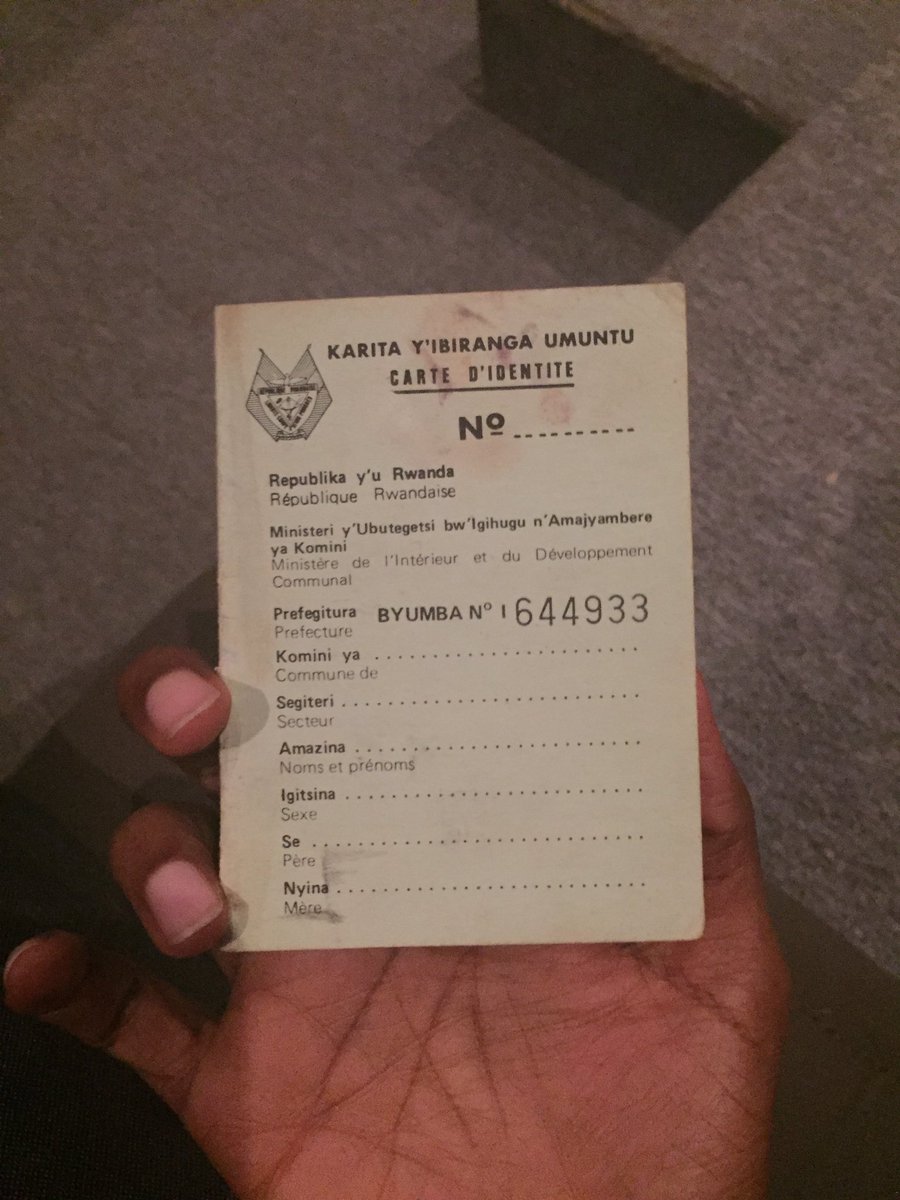 KARITA Y'IBIRANGA UMUNTU
CARTE D'IDENTITE
Nº ..........
Republika y'u Rwanda
République Rwandaise
Ministeri y'Ubutegetsi bw'Igihugu n'Amajyambere
ya Komini
Ministère de l'Intérieur et du Développement
Communal
Prefegitura BYUMBA Nº I 644933
Prefecture
Komini ya ........................
Commune de
Segiteri ...........................
Secteur
Amazina ..........................
Noms et prénoms
Igitsina ...........................
Sexe
Se ..............................
Père
Nyina ............................
Mère